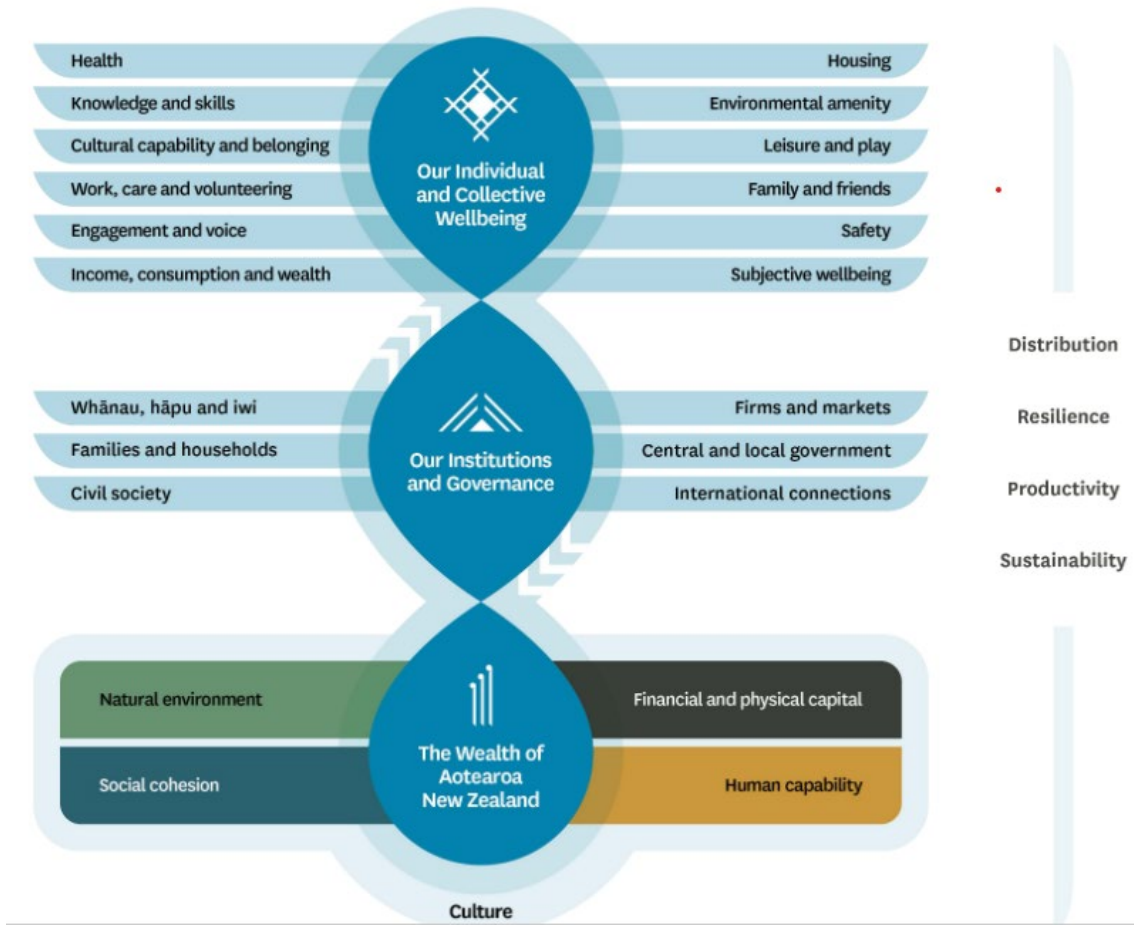 Health
Housing
Knowledge and skills
Environmental amenity
Cultural capability and belonging
Leisure and play
Work, care and volunteering
Family and friends
Engagement and voice
Safety
Income, consumption and wealth
Subjective wellbeing
Our Individual
and Collective
Wellbeing
Whānau, hāpu and iwi
Firms and markets
Families and households
Central and local government
Civil society
International connections
Our Institutions
and Governance
Natural environment
Financial and physical capital
Social cohesion
Human capability
The Wealth of
Aotearoa
New Zealand
Culture
Distribution
Resilience
Productivity
Sustainability